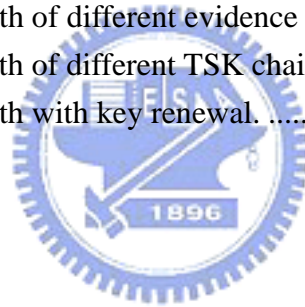 th of different evidence
th of different TSK chai
th with key renewal. .....
E S
1896